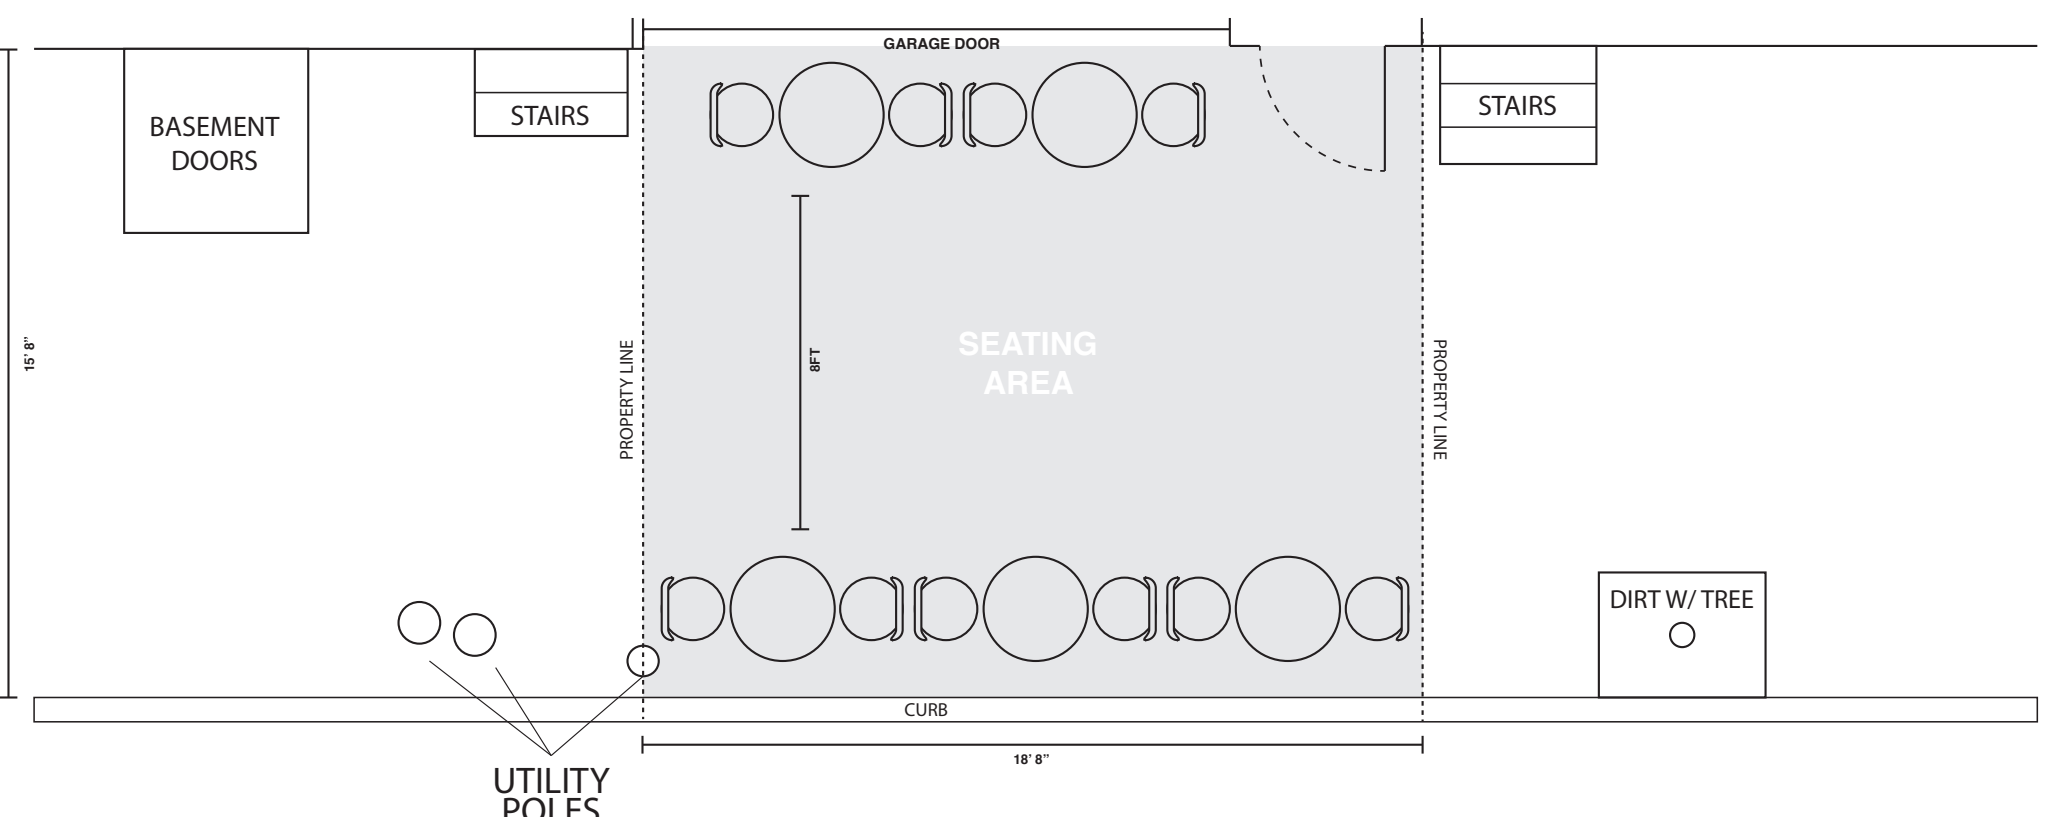 GARAGE DOOR
BASEMENT
DOORS
STAIRS
STAIRS
15’ 8”
PROPERTY LINE
8FT
SEATING
AREA
PROPERTY LINE
DIRT W/ TREE
CURB
18’ 8”
UTILITY
POLES